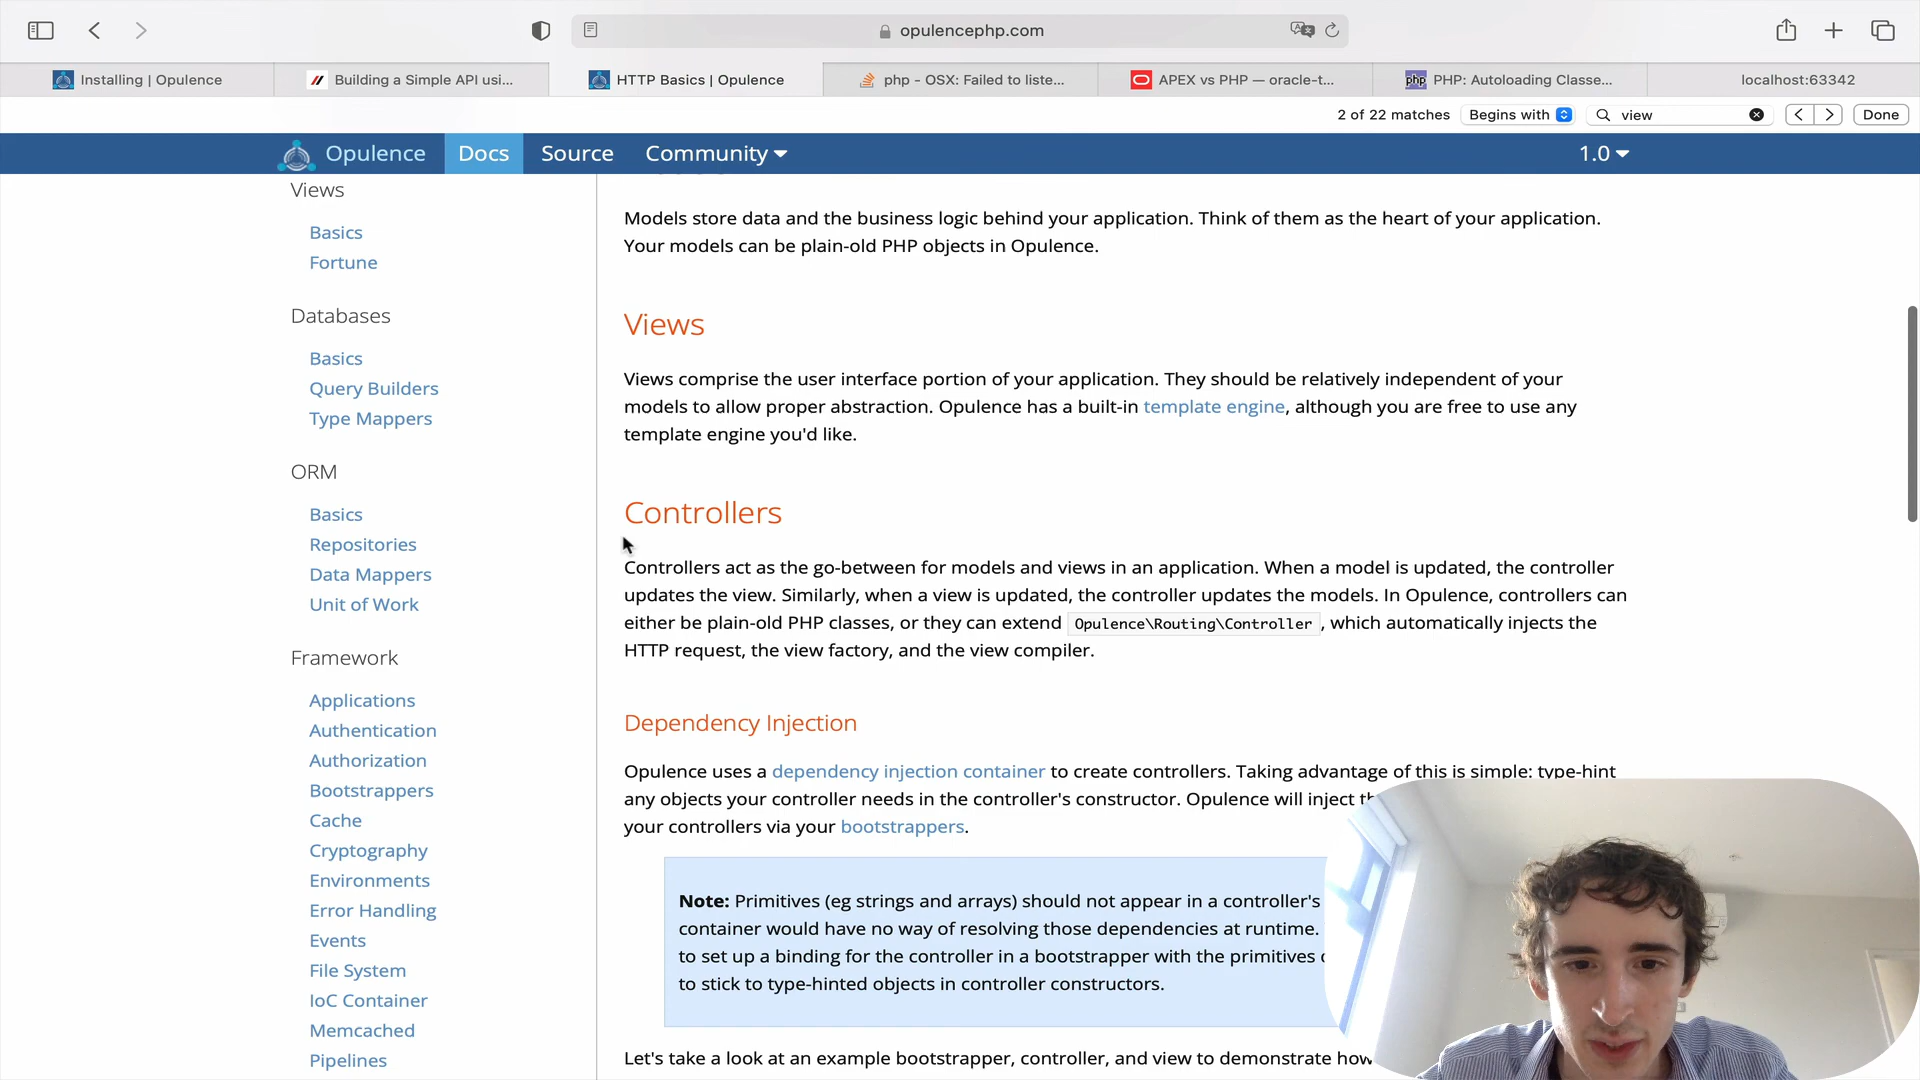 opulencephp.com
Installing | Opulence
Building a Simple API usi...
HTTP Basics | Opulence
php - OSX: Failed to liste...
APEX vs PHP — oracle-t...
php PHP: Autoloading Classe...
localhost:63342
2 of 22 matches
Begins with
view
Done
Opulence
Docs
Source
Community
1.0
Views
Basics
Fortune
Databases
Basics
Query Builders
Type Mappers
ORM
Basics
Repositories
Data Mappers
Unit of Work
Framework
Applications
Authentication
Authorization
Bootstrappers
Cache
Cryptography
Environments
Error Handling
Events
File System
IoC Container
Memcached
Pipelines
Models store data and the business logic behind your application. Think of them as the heart of your application.
Your models can be plain-old PHP objects in Opulence.
Views
Views comprise the user interface portion of your application. They should be relatively independent of your
models to allow proper abstraction. Opulence has a built-in template engine, although you are free to use any
template engine you'd like.
Controllers
Controllers act as the go-between for models and views in an application. When a model is updated, the controller
updates the view. Similarly, when a view is updated, the controller updates the models. In Opulence, controllers can
either be plain-old PHP classes, or they can extend Opulence\Routing\Controller, which automatically injects the
HTTP request, the view factory, and the view compiler.
Dependency Injection
Opulence uses a dependency injection container to create controllers. Taking advantage of this is simple: type-hint
any objects your controller needs in the controller's constructor. Opulence will inject
your controllers via your bootstrappers.
Note: Primitives (eg strings and arrays) should not appear in a controller's
container would have no way of resolving those dependencies at runtime.
to set up a binding for the controller in a bootstrapper with the primitives
to stick to type-hinted objects in controller constructors.
Let's take a look at an example bootstrapper, controller, and view to demonstrate how